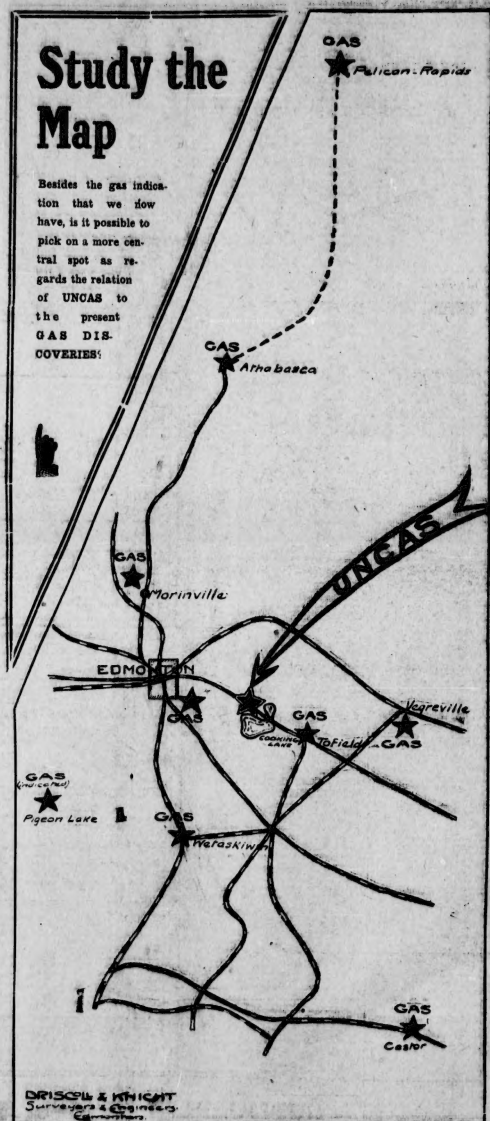 Study the
Map
Besides the gas indica-
tion that we now
have, is it possible to
pick on a more cen-
tral spot as re-
gards the relation
of UNCAS to
the present
GAS DIS-
COVERIES?
GAS
Pelican-Rapids
GAS
Athabasca
UNCAS
GAS
Morinville
EDMONTON
GAS
COOKING
LAKE
GAS
Tofield
Vegreville
GAS
GAS
(indicated)
Pigeon Lake
GAS
Wetaskiwin
GAS
Castor
DRISCOLL & KNIGHT
Surveyors & Engineers.
Edmonton.